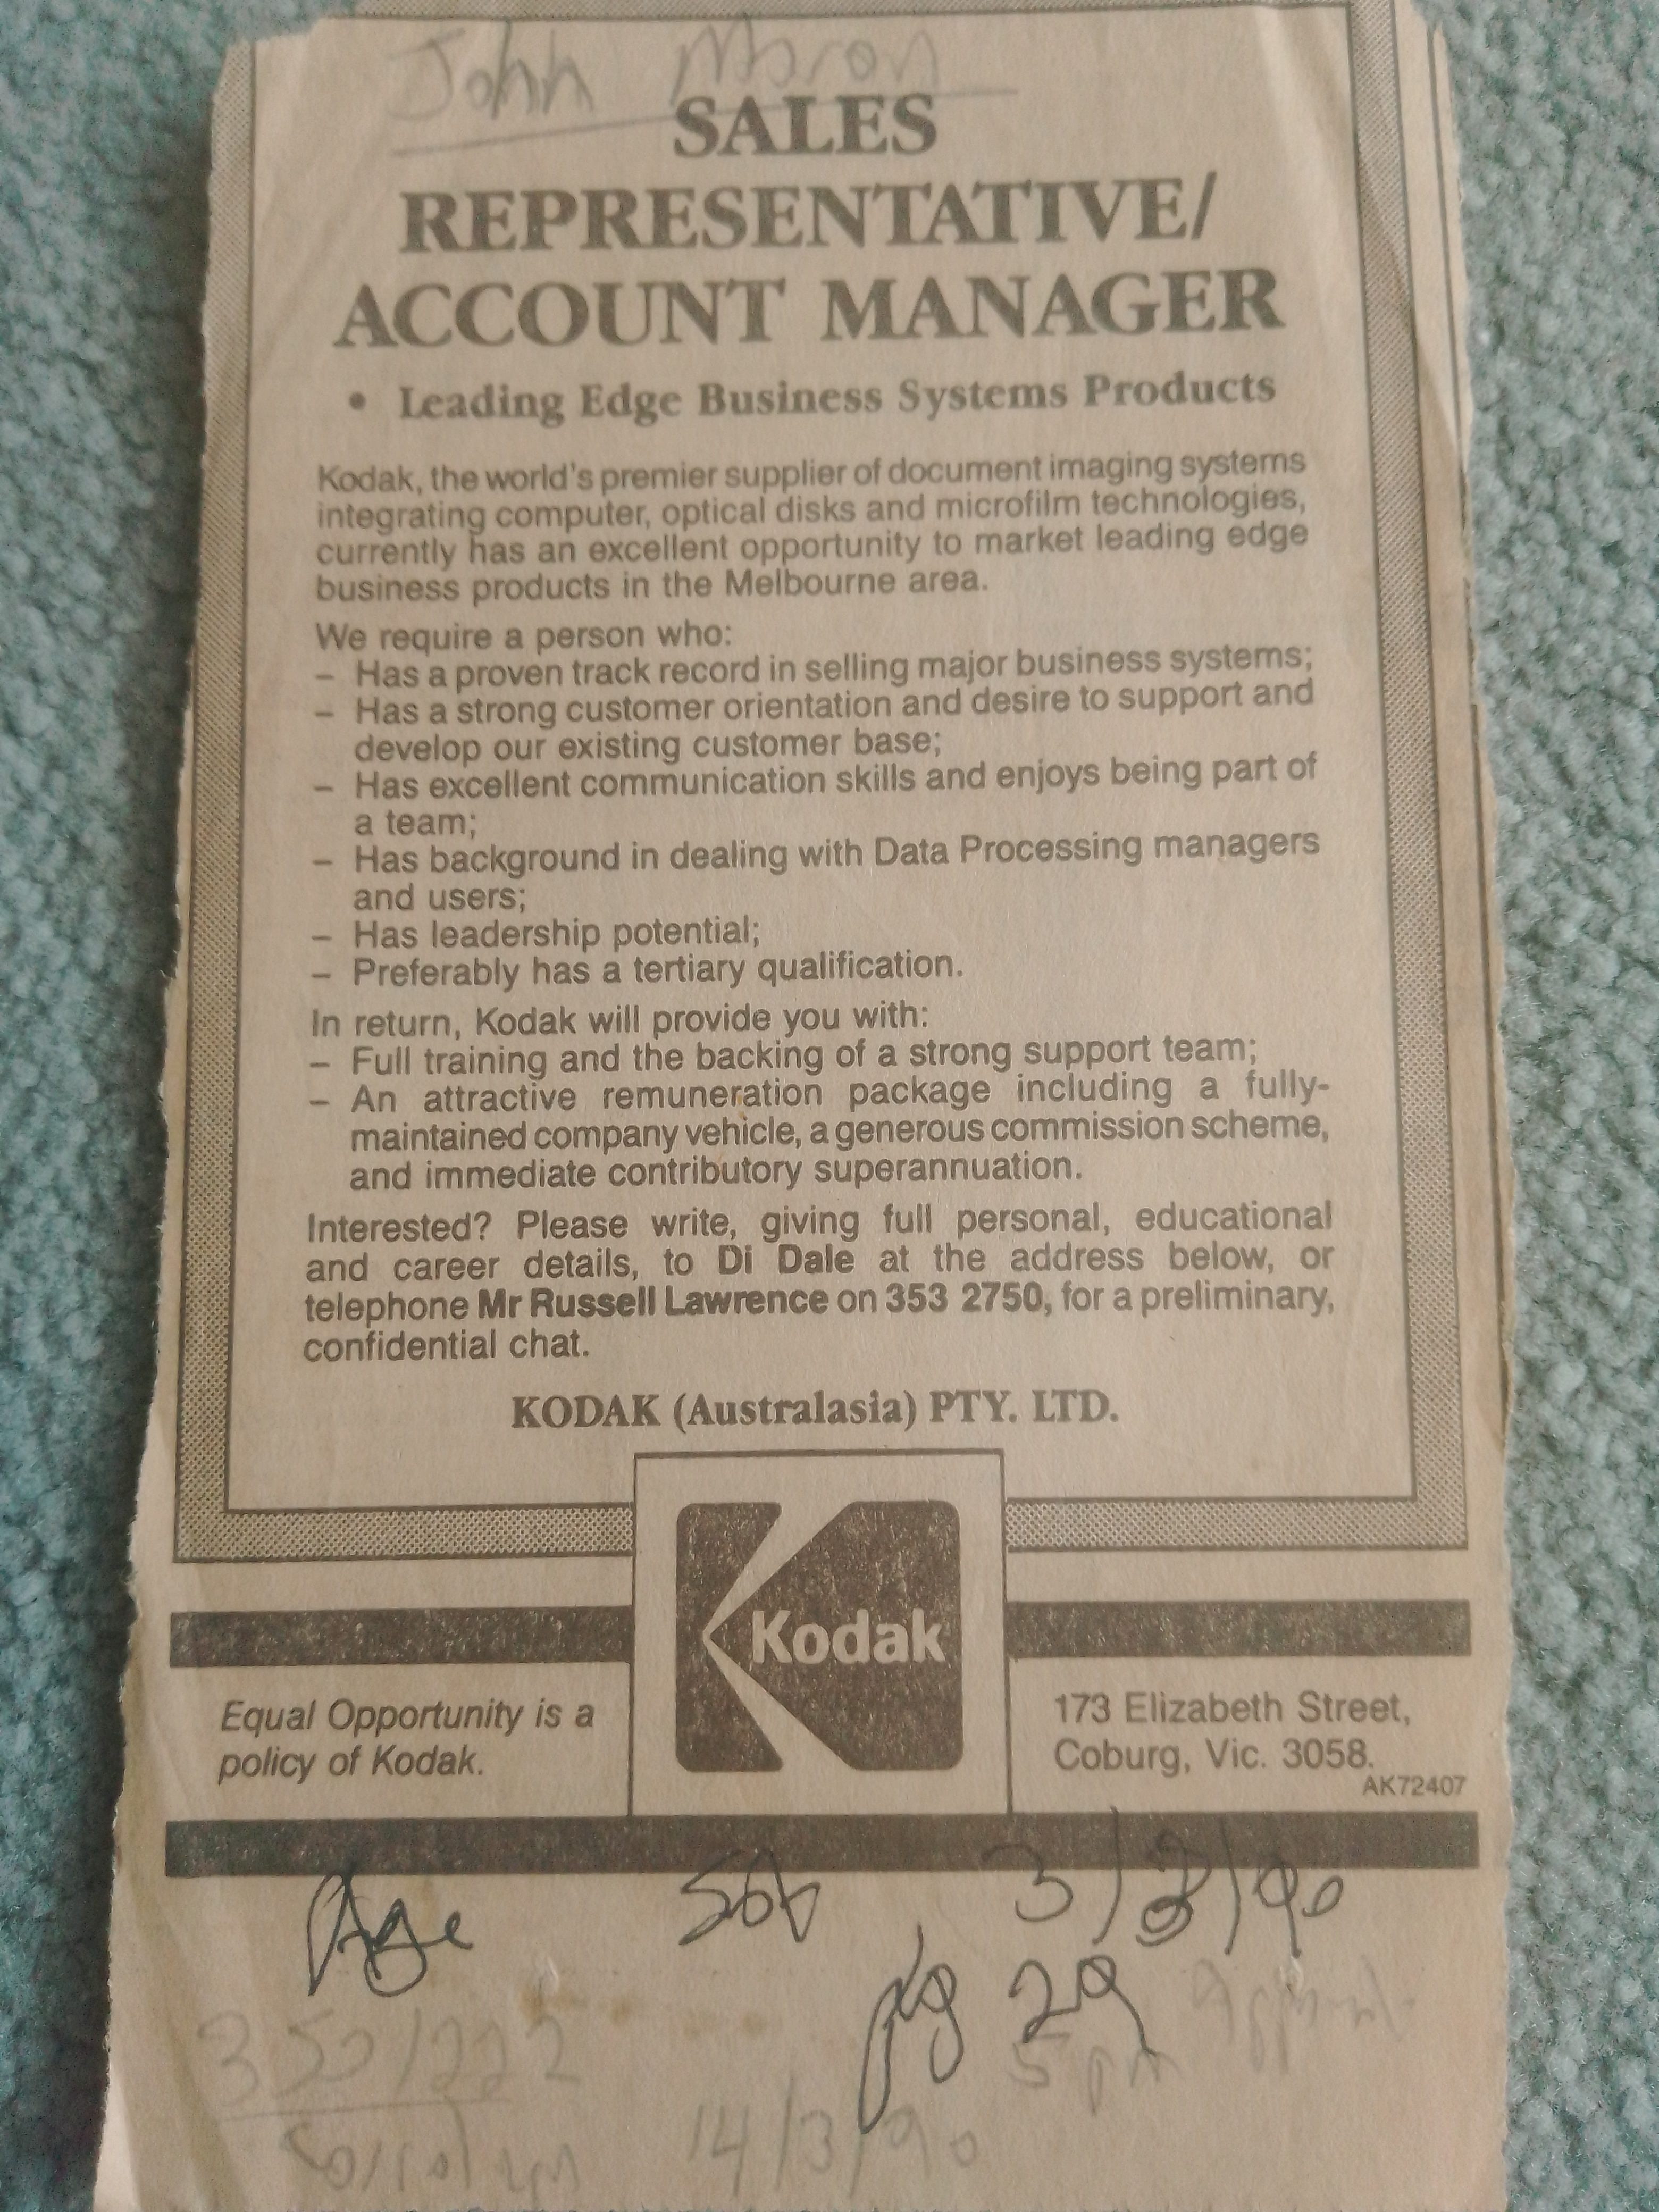 John
SALES
REPRESENTATIVE/
ACCOUNT MANAGER
• Leading Edge Business Systems Products
Kodak, the world's premier supplier of document imaging systems
integrating computer, optical disks and microfilm technologies,
currently has an excellent opportunity to market leading edge
business products in the Melbourne area.
We require a person who:
– Has a proven track record in selling major business systems;
– Has a strong customer orientation and desire to support and
develop our existing customer base;
– Has excellent communication skills and enjoys being part of
a team;
– Has background in dealing with Data Processing managers
and users;
– Has leadership potential;
– Preferably has a tertiary qualification.
In return, Kodak will provide you with:
– Full training and the backing of a strong support team;
– An attractive remuneration package including a fully-
maintained company vehicle, a generous commission scheme,
and immediate contributory superannuation.
Interested? Please write, giving full personal, educational
and career details, to Di Dale at the address below, or
telephone Mr Russell Lawrence on 353 2750, for a preliminary,
confidential chat.
KODAK (Australasia) PTY. LTD.
Kodak
Equal Opportunity is a
policy of Kodak.
173 Elizabeth Street,
Coburg, Vic. 3058.
AK72407
Age 3/3/90
pg 29
5 pm
14/3/90